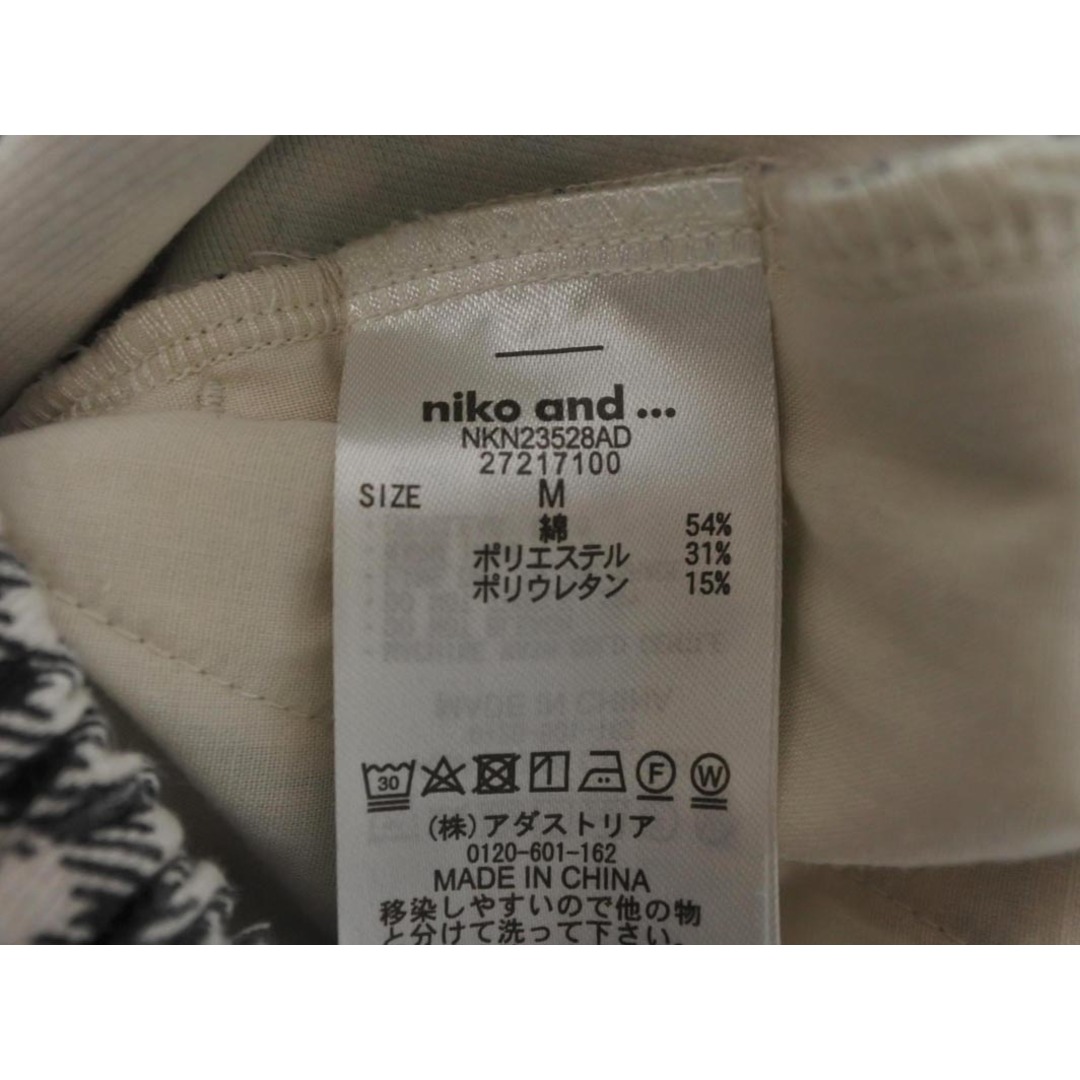 niko and ...
NKN23528AD
27217100
SIZE M
綿 54%
ポリエステル 31%
ポリウレタン 15%
30 F W
(株)アダストリア
0120-601-162
MADE IN CHINA
移染しやすいので他の物
と分けて洗って下さい。